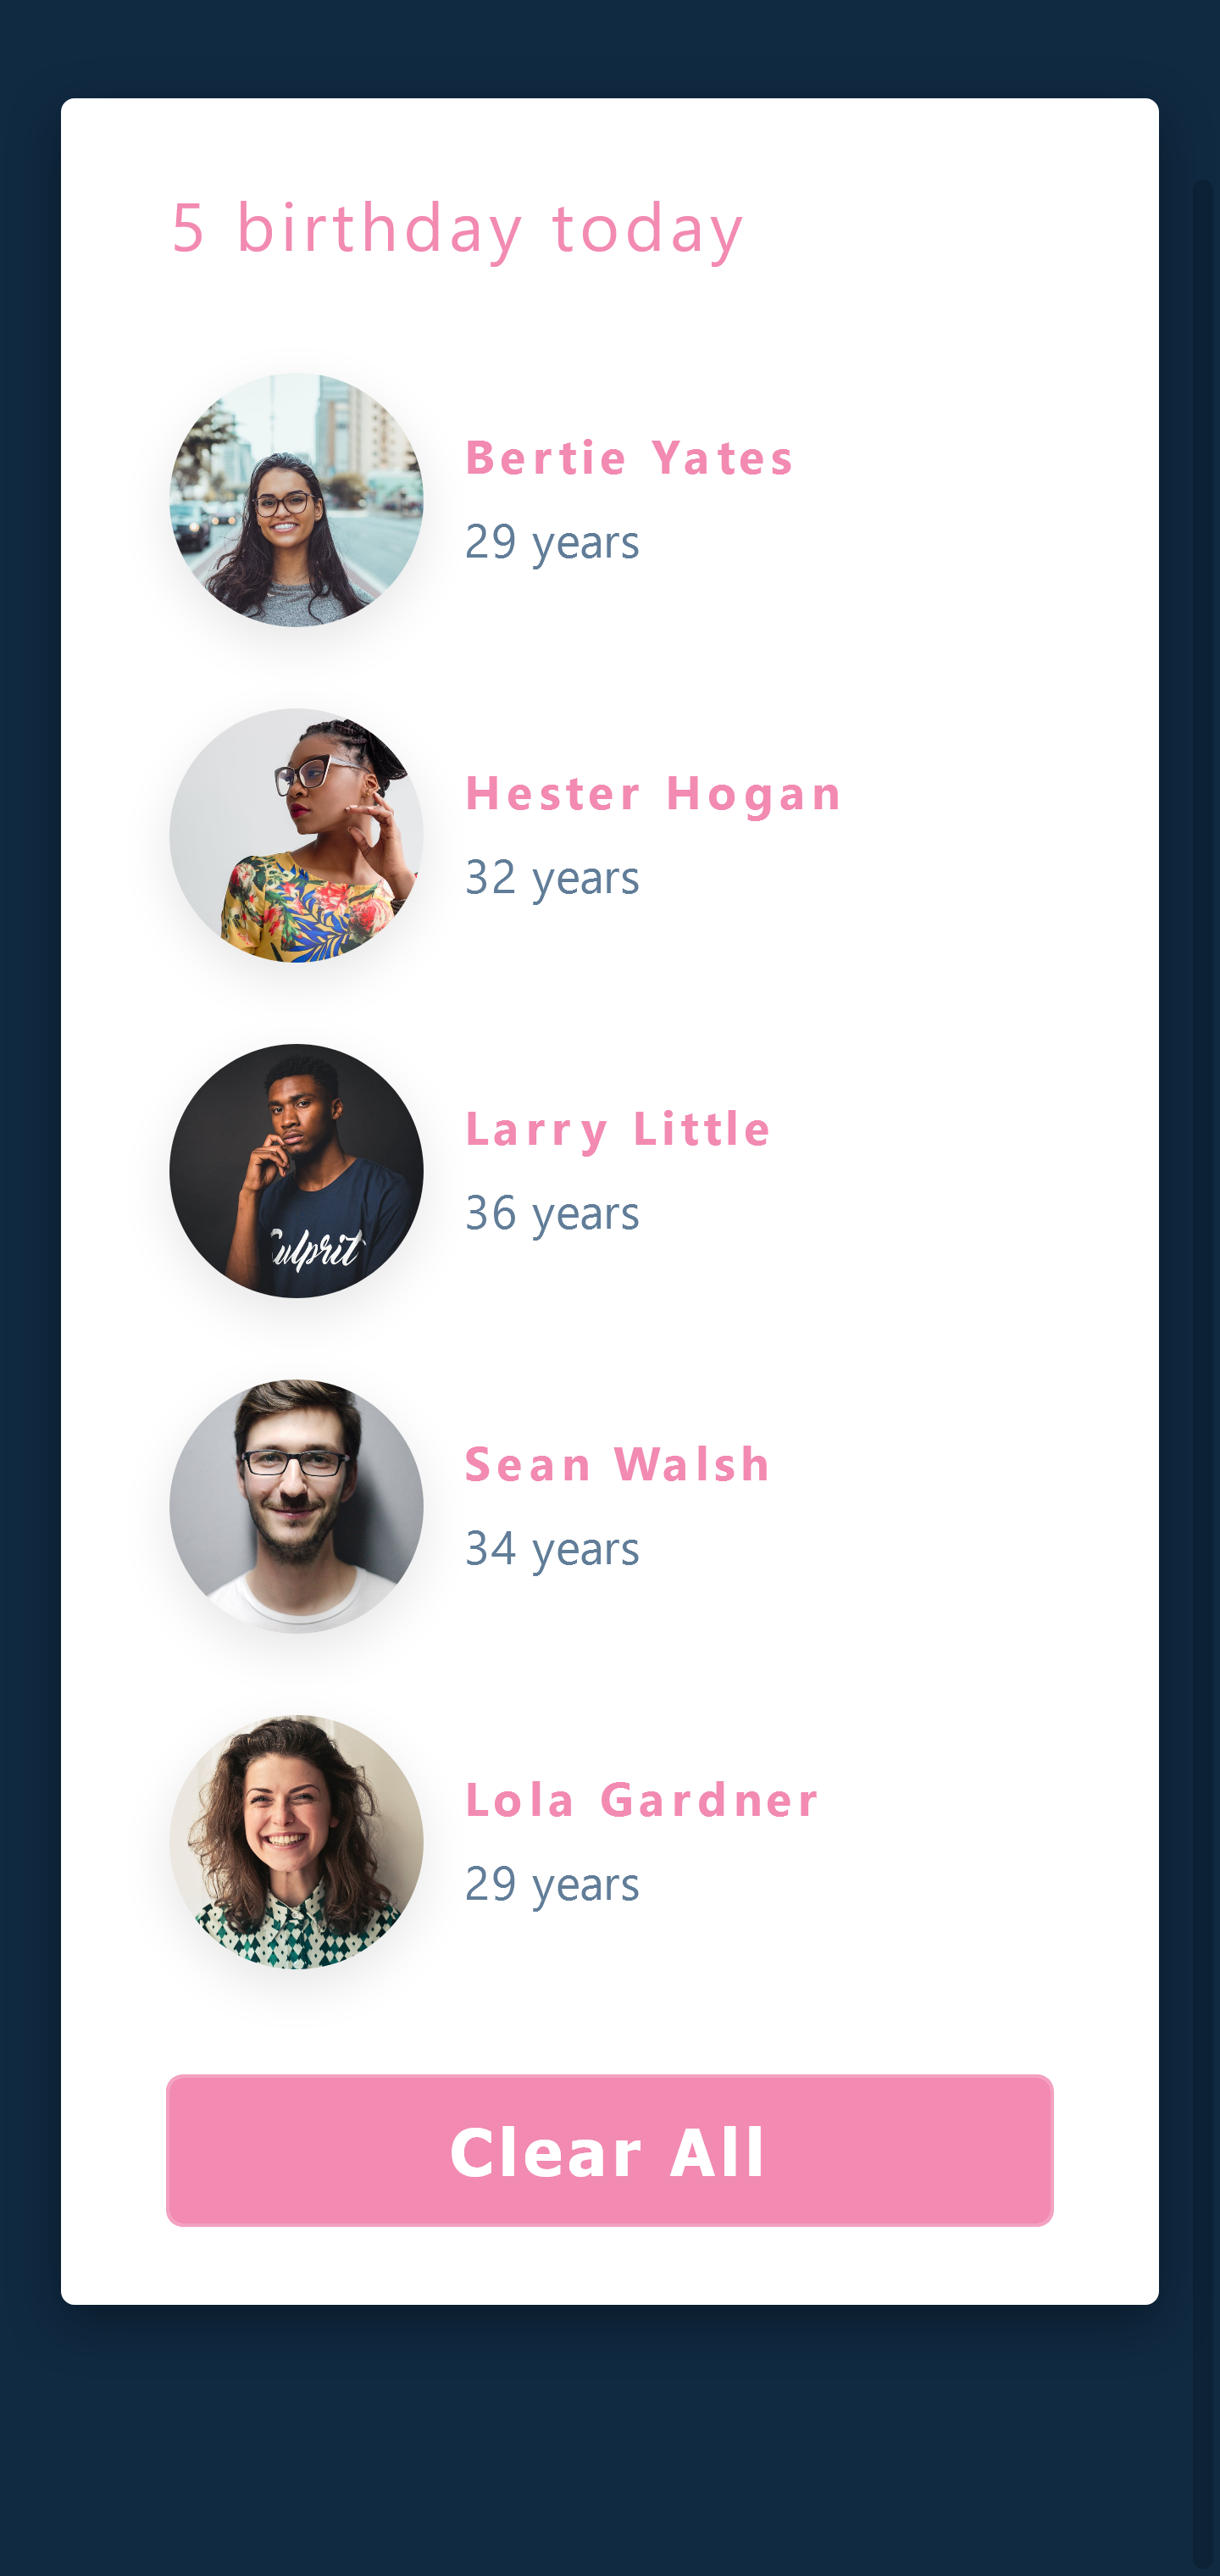 5 birthday today
Bertie Yates
29 years
Hester Hogan
32 years
Larry Little
36 years
Culprit
Sean Walsh
34 years
Lola Gardner
29 years
Clear All